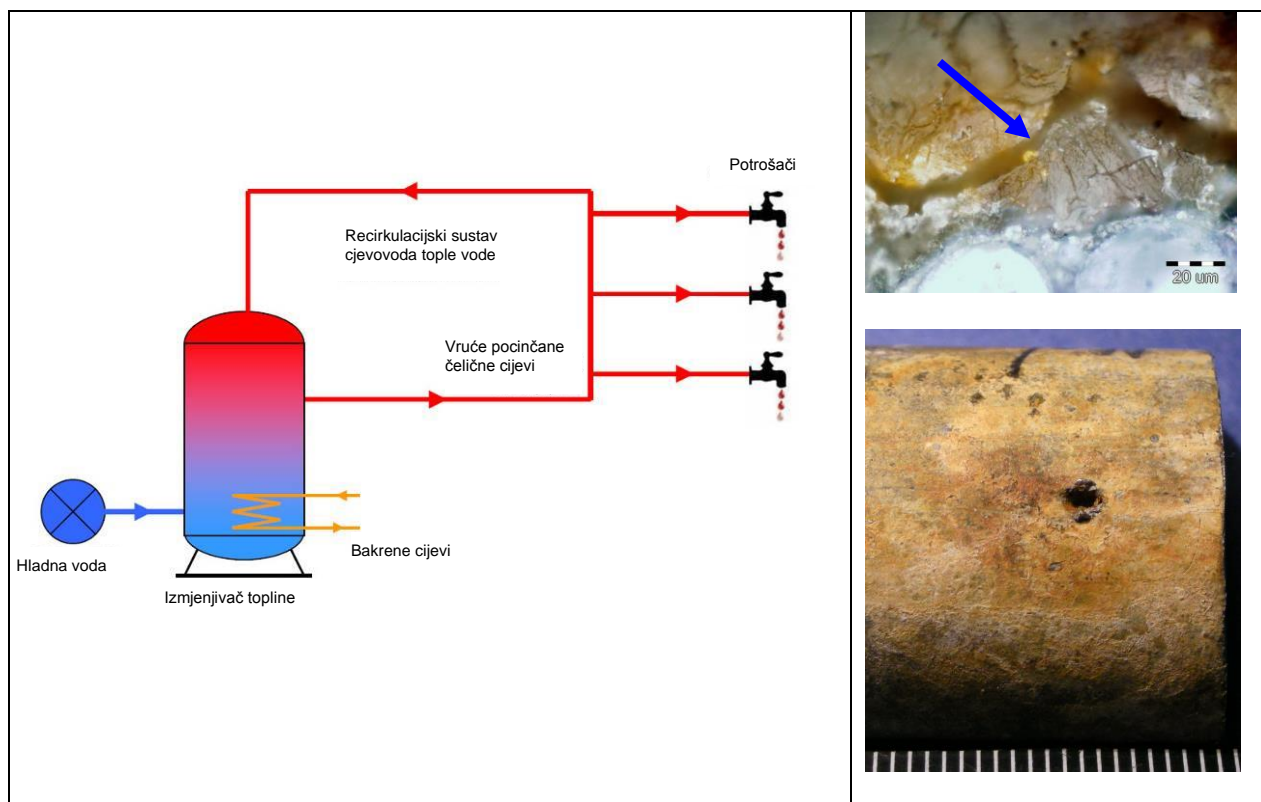 Potrošači
Recirkulacijski sustav
cjevovoda tople vode
Vruće pocinčane
čelične cijevi
Hladna voda
Bakrene cijevi
Izmjenjivač topline
20 um